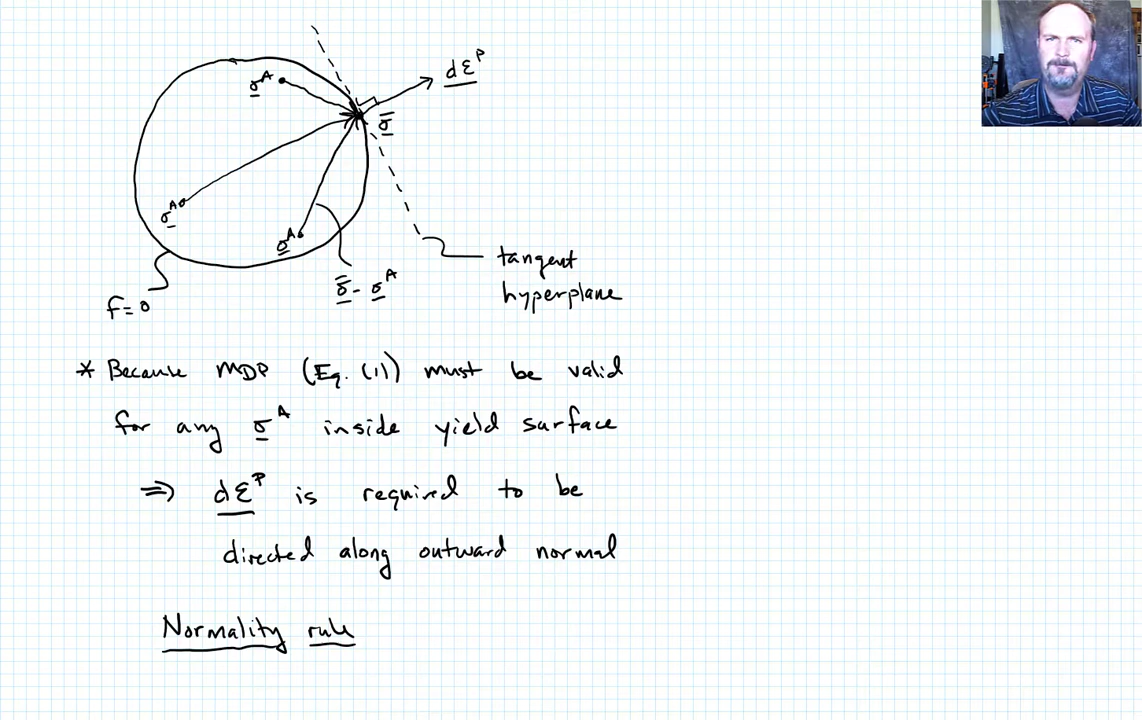 dε^P
σ^A
σ̄
σ^A
σ^A
σ̄ - σ^A
tangent
hyperplane
f=0
* Because MDP (Eq. (1)) must be valid
for any σ^A inside yield surface
⇒ dε^P is required to be
directed along outward normal
Normality rule